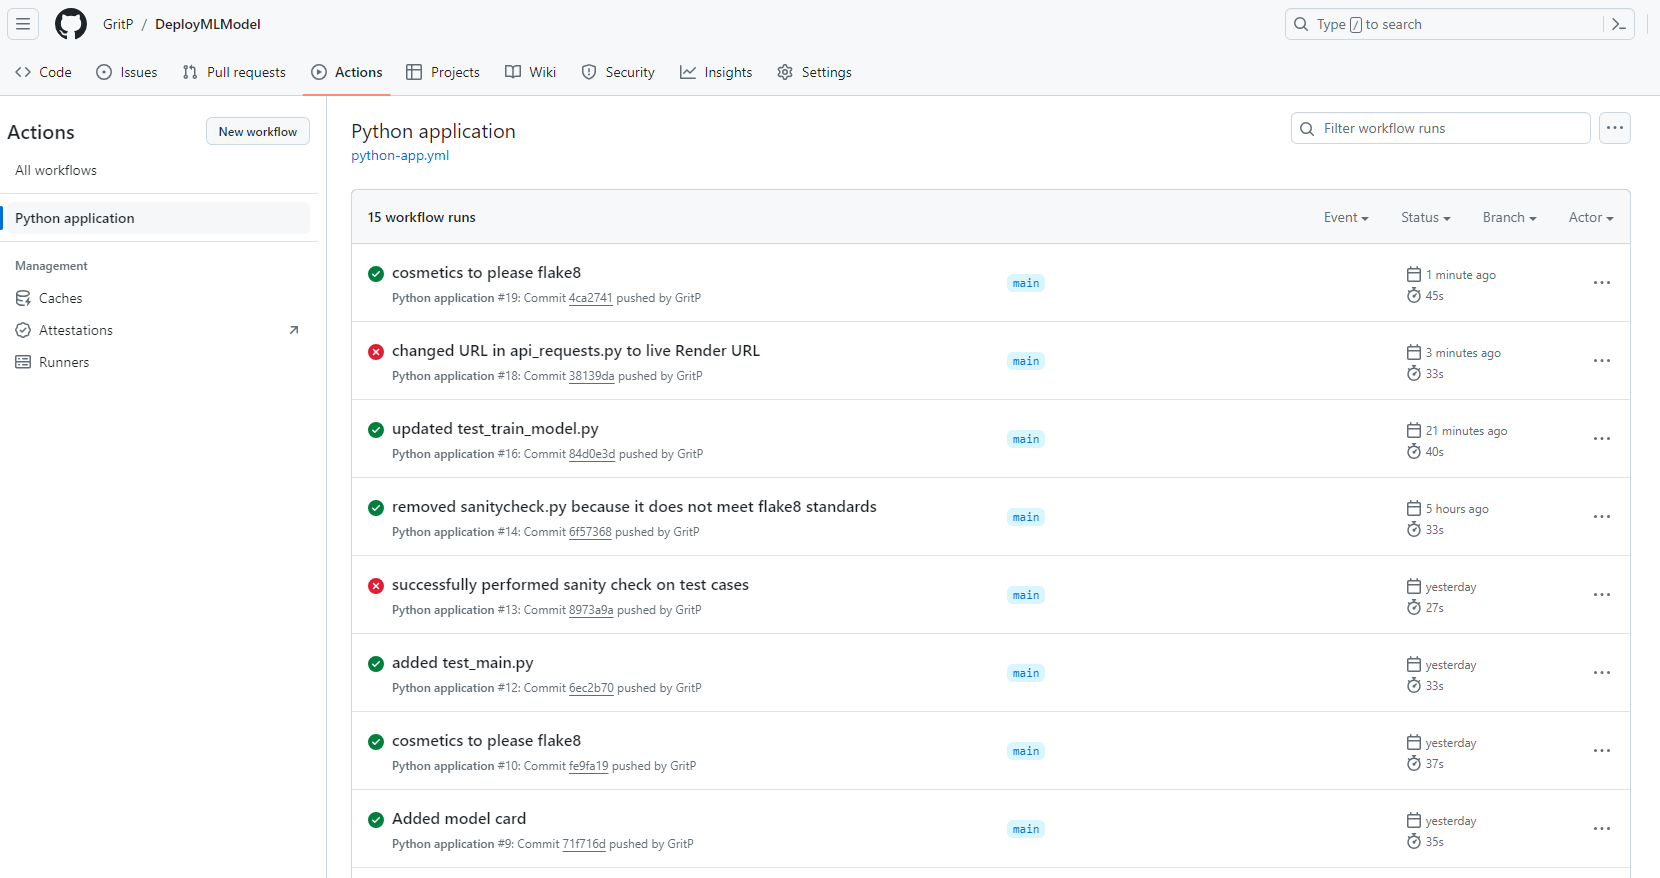 GritP / DeployMLModel
Type / to search
Code Issues Pull requests Actions Projects Wiki Security Insights Settings
Actions
New workflow
All workflows
Python application
Management
Caches
Attestations
Runners
Python application
python-app.yml
Filter workflow runs
15 workflow runs
Event Status Branch Actor
cosmetics to please flake8
Python application #19: Commit 4ca2741 pushed by GritP
main
1 minute ago
45s
changed URL in api_requests.py to live Render URL
Python application #18: Commit 38139da pushed by GritP
main
3 minutes ago
33s
updated test_train_model.py
Python application #16: Commit 84d0e3d pushed by GritP
main
21 minutes ago
40s
removed sanitycheck.py because it does not meet flake8 standards
Python application #14: Commit 6f57368 pushed by GritP
main
5 hours ago
33s
successfully performed sanity check on test cases
Python application #13: Commit 8973a9a pushed by GritP
main
yesterday
27s
added test_main.py
Python application #12: Commit 6ec2b70 pushed by GritP
main
yesterday
33s
cosmetics to please flake8
Python application #10: Commit fe9fa19 pushed by GritP
main
yesterday
37s
Added model card
Python application #9: Commit 71f716d pushed by GritP
main
yesterday
35s